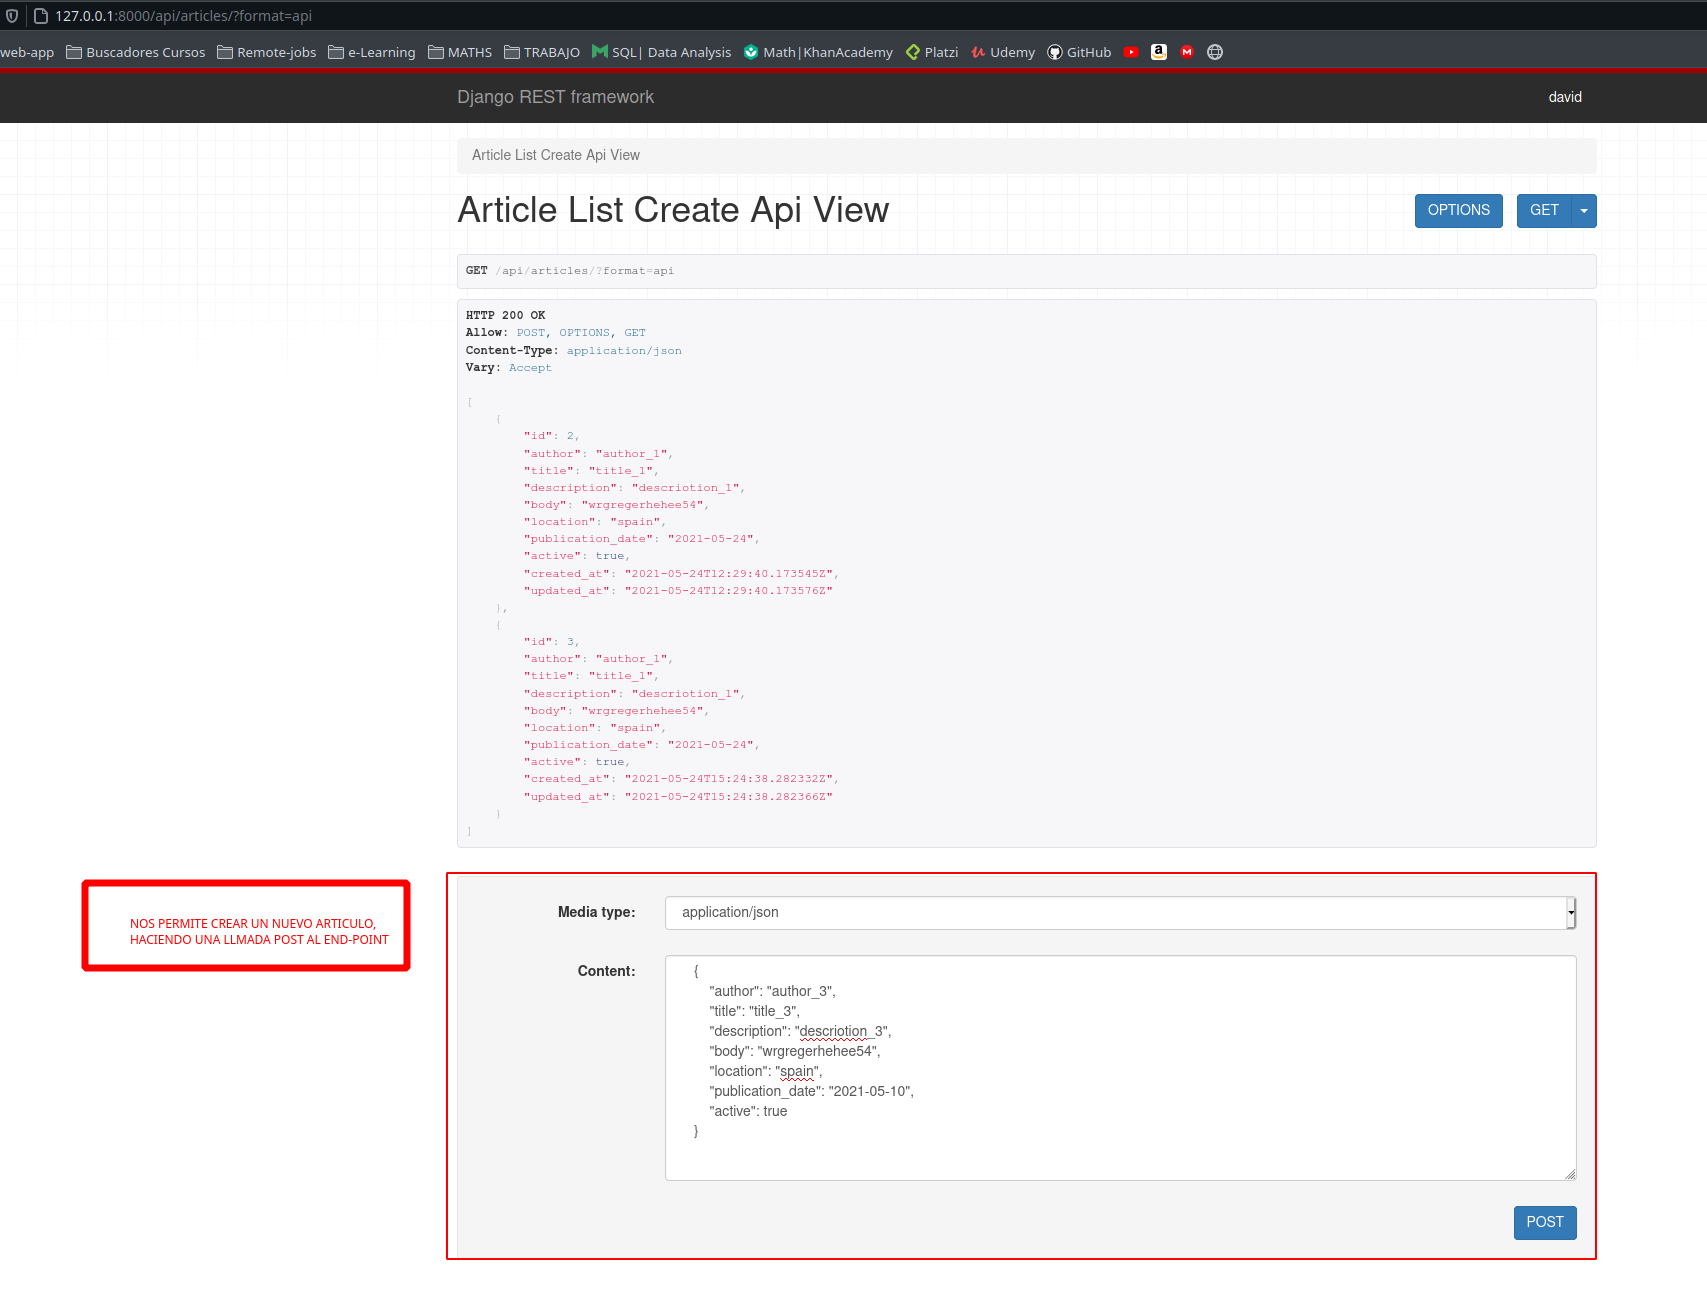 127.0.0.1:8000/api/articles/?format=api
web-app Buscadores Cursos Remote-jobs e-Learning MATHS TRABAJO SQL| Data Analysis Math|KhanAcademy Platzi Udemy GitHub
Django REST framework david
Article List Create Api View
Article List Create Api View OPTIONS GET
GET /api/articles/?format=api
HTTP 200 OK
Allow: POST, OPTIONS, GET
Content-Type: application/json
Vary: Accept
[
{
"id": 2,
"author": "author_1",
"title": "title_1",
"description": "descriotion_1",
"body": "wrgregerhehee54",
"location": "spain",
"publication_date": "2021-05-24",
"active": true,
"created_at": "2021-05-24T12:29:40.173545Z",
"updated_at": "2021-05-24T12:29:40.173576Z"
},
{
"id": 3,
"author": "author_1",
"title": "title_1",
"description": "descriotion_1",
"body": "wrgregerhehee54",
"location": "spain",
"publication_date": "2021-05-24",
"active": true,
"created_at": "2021-05-24T15:24:38.282332Z",
"updated_at": "2021-05-24T15:24:38.282366Z"
}
]
NOS PERMITE CREAR UN NUEVO ARTICULO,
HACIENDO UNA LLMADA POST AL END-POINT
Media type: application/json
Content:
{
"author": "author_3",
"title": "title_3",
"description": "descriotion_3",
"body": "wrgregerhehee54",
"location": "spain",
"publication_date": "2021-05-10",
"active": true
}
POST